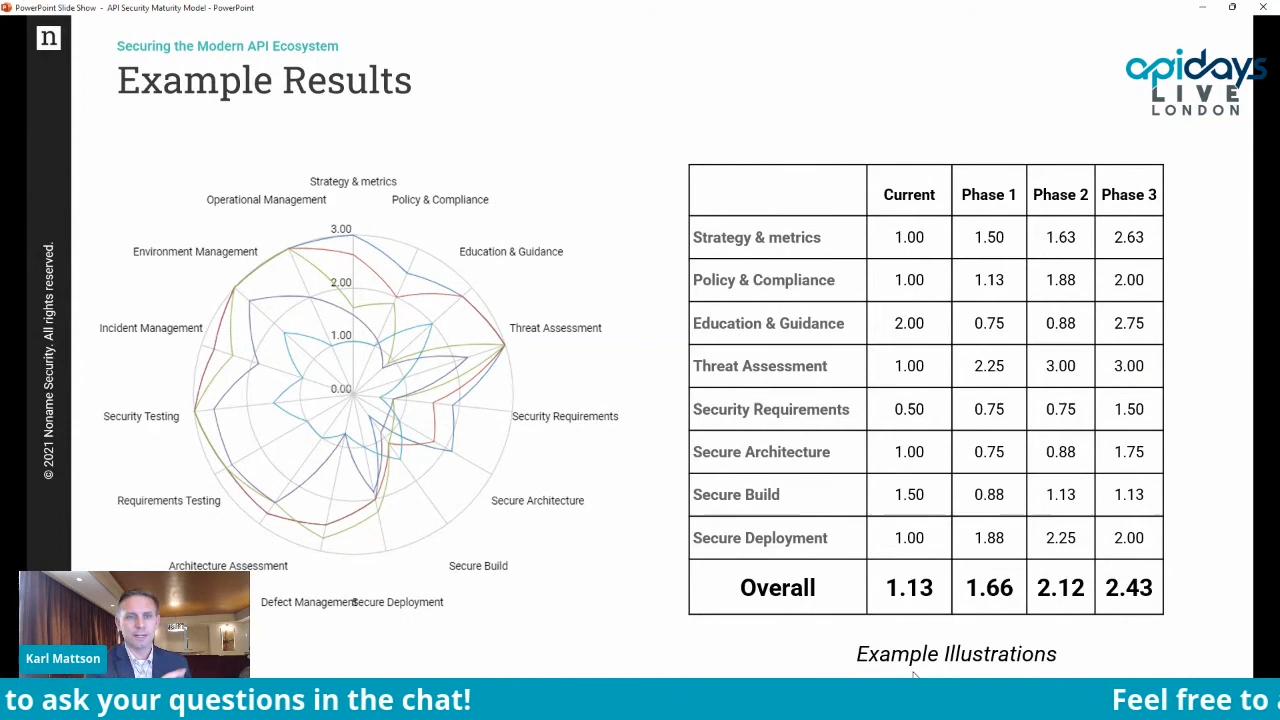 PowerPoint Slide Show - API Security Maturity Model - PowerPoint
n
Securing the Modern API Ecosystem
Example Results
apidays
LIVE
LONDON
© 2021 Noname Security. All rights reserved.
Strategy & metrics
Operational Management
Policy & Compliance
Environment Management
Education & Guidance
Incident Management
Threat Assessment
Security Testing
Security Requirements
Requirements Testing
Secure Architecture
Architecture Assessment
Secure Build
Defect Management
Secure Deployment
3.00
2.00
1.00
0.00
Current Phase 1 Phase 2 Phase 3
Strategy & metrics 1.00 1.50 1.63 2.63
Policy & Compliance 1.00 1.13 1.88 2.00
Education & Guidance 2.00 0.75 0.88 2.75
Threat Assessment 1.00 2.25 3.00 3.00
Security Requirements 0.50 0.75 0.75 1.50
Secure Architecture 1.00 0.75 0.88 1.75
Secure Build 1.50 0.88 1.13 1.13
Secure Deployment 1.00 1.88 2.25 2.00
Overall 1.13 1.66 2.12 2.43
Example Illustrations
Karl Mattson
to ask your questions in the chat!
Feel free to